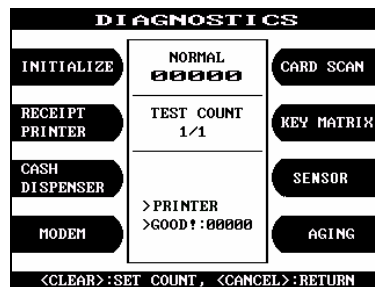 DIAGNOSTICS
INITIALIZE
RECEIPT
PRINTER
CASH
DISPENSER
MODEM
NORMAL
00000
TEST COUNT
1/1
>PRINTER
>GOOD!:00000
CARD SCAN
KEY MATRIX
SENSOR
AGING
<CLEAR>:SET COUNT, <CANCEL>:RETURN